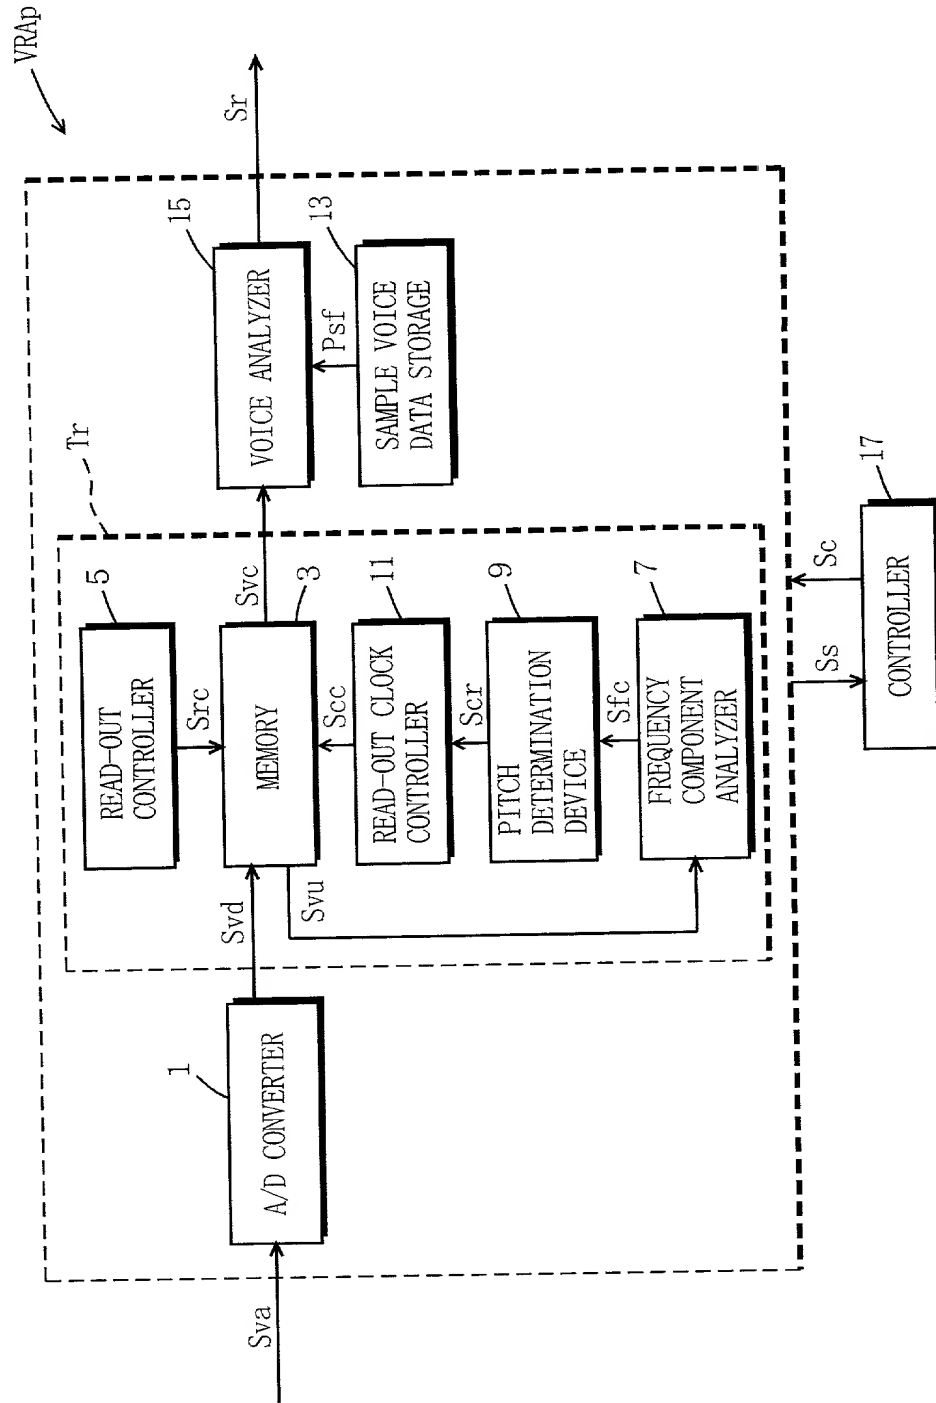 VRAp
Sva
1
A/D CONVERTER
Svd
Tr
5
READ-OUT
CONTROLLER
Src
3
MEMORY
Svu
Svc
Scc
11
READ-OUT CLOCK
CONTROLLER
Scr
9
PITCH
DETERMINATION
DEVICE
Sfc
7
FREQUENCY
COMPONENT
ANALYZER
15
VOICE ANALYZER
Sr
Psf
13
SAMPLE VOICE
DATA STORAGE
Ss
Sc
17
CONTROLLER